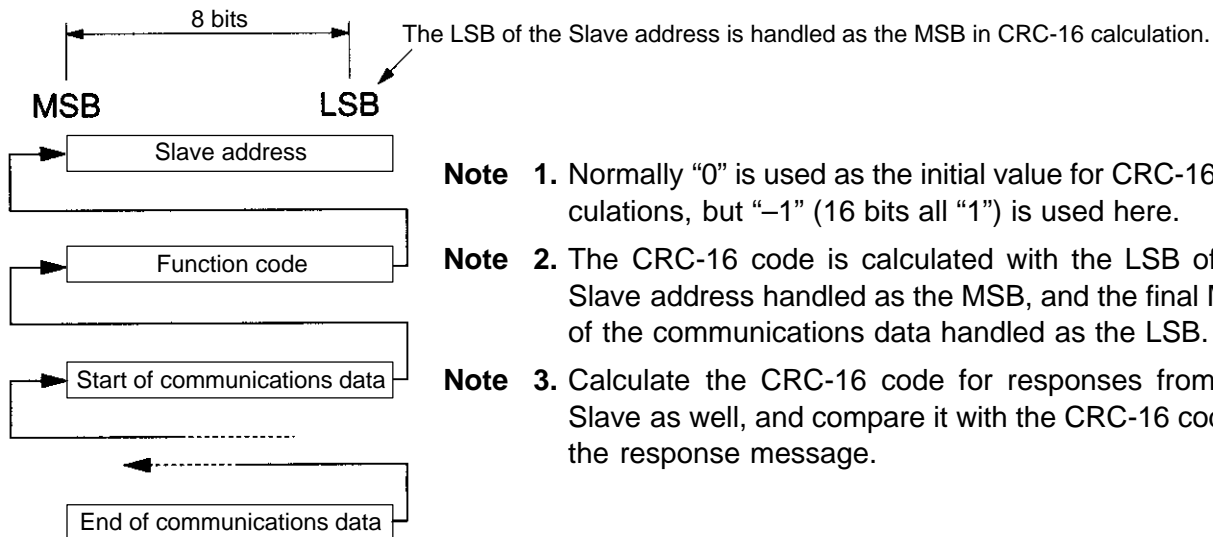 8 bits
The LSB of the Slave address is handled as the MSB in CRC-16 calculation.
MSB LSB
Slave address
Function code
Start of communications data
End of communications data
Note 1. Normally “0” is used as the initial value for CRC-16
culations, but “–1” (16 bits all “1”) is used here.
Note 2. The CRC-16 code is calculated with the LSB of
Slave address handled as the MSB, and the final
of the communications data handled as the LSB.
Note 3. Calculate the CRC-16 code for responses from
Slave as well, and compare it with the CRC-16
the response message.